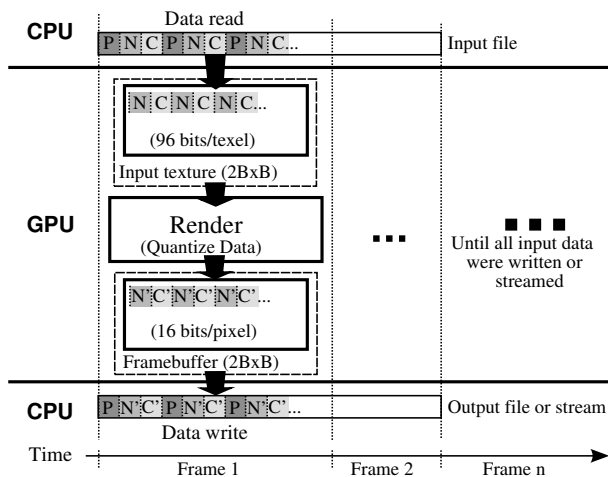 Data read
CPU
P N C P N C P N C...
Input file
N C N C N C...
(96 bits/texel)
Input texture (2BxB)
GPU
Render
(Quantize Data)
...
Until all input data
were written or
streamed
N' C' N' C' N' C'...
(16 bits/pixel)
Framebuffer (2BxB)
CPU
P N' C' P N' C' P N' C'...
Output file or stream
Data write
Time
Frame 1
Frame 2
Frame n